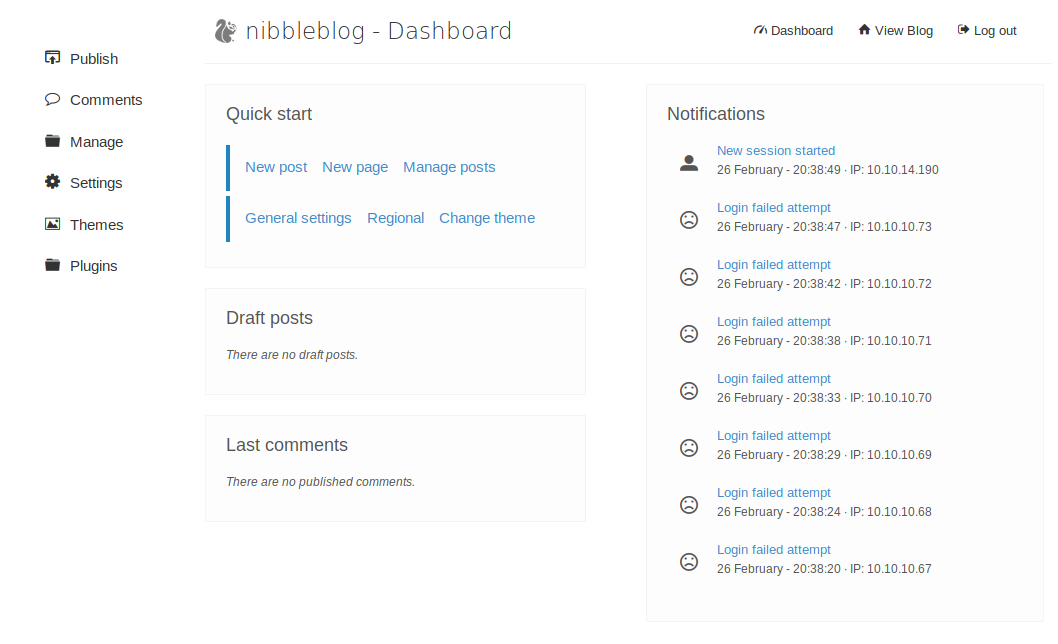 nibbleblog - Dashboard
Dashboard View Blog Log out
Publish
Comments
Manage
Settings
Themes
Plugins
Quick start
New post New page Manage posts
General settings Regional Change theme
Draft posts
There are no draft posts.
Last comments
There are no published comments.
Notifications
New session started
26 February - 20:38:49 · IP: 10.10.14.190
Login failed attempt
26 February - 20:38:47 · IP: 10.10.10.73
Login failed attempt
26 February - 20:38:42 · IP: 10.10.10.72
Login failed attempt
26 February - 20:38:38 · IP: 10.10.10.71
Login failed attempt
26 February - 20:38:33 · IP: 10.10.10.70
Login failed attempt
26 February - 20:38:29 · IP: 10.10.10.69
Login failed attempt
26 February - 20:38:24 · IP: 10.10.10.68
Login failed attempt
26 February - 20:38:20 · IP: 10.10.10.67